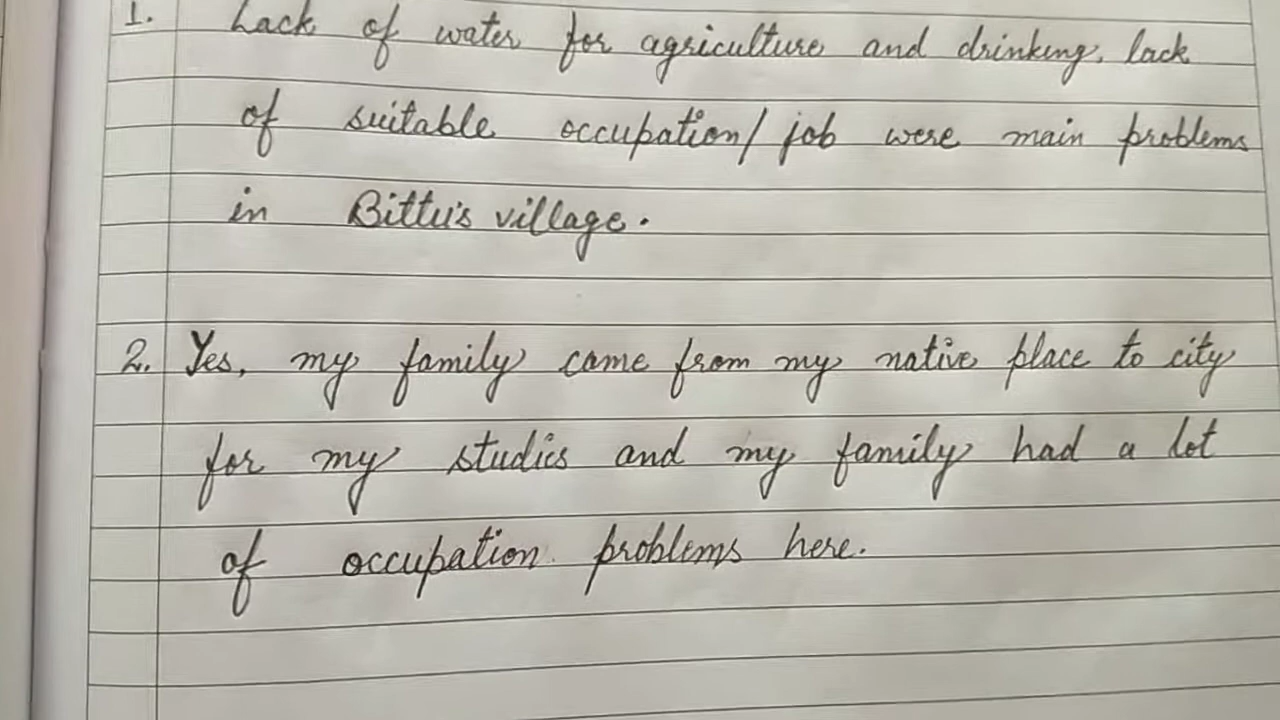 1. Lack of water for agriculture and drinking, lack
of suitable occupation/ job were main problems
in Bittu's village.
2. Yes, my family came from my native place to city
for my studies and my family had a lot
of occupation problems here.